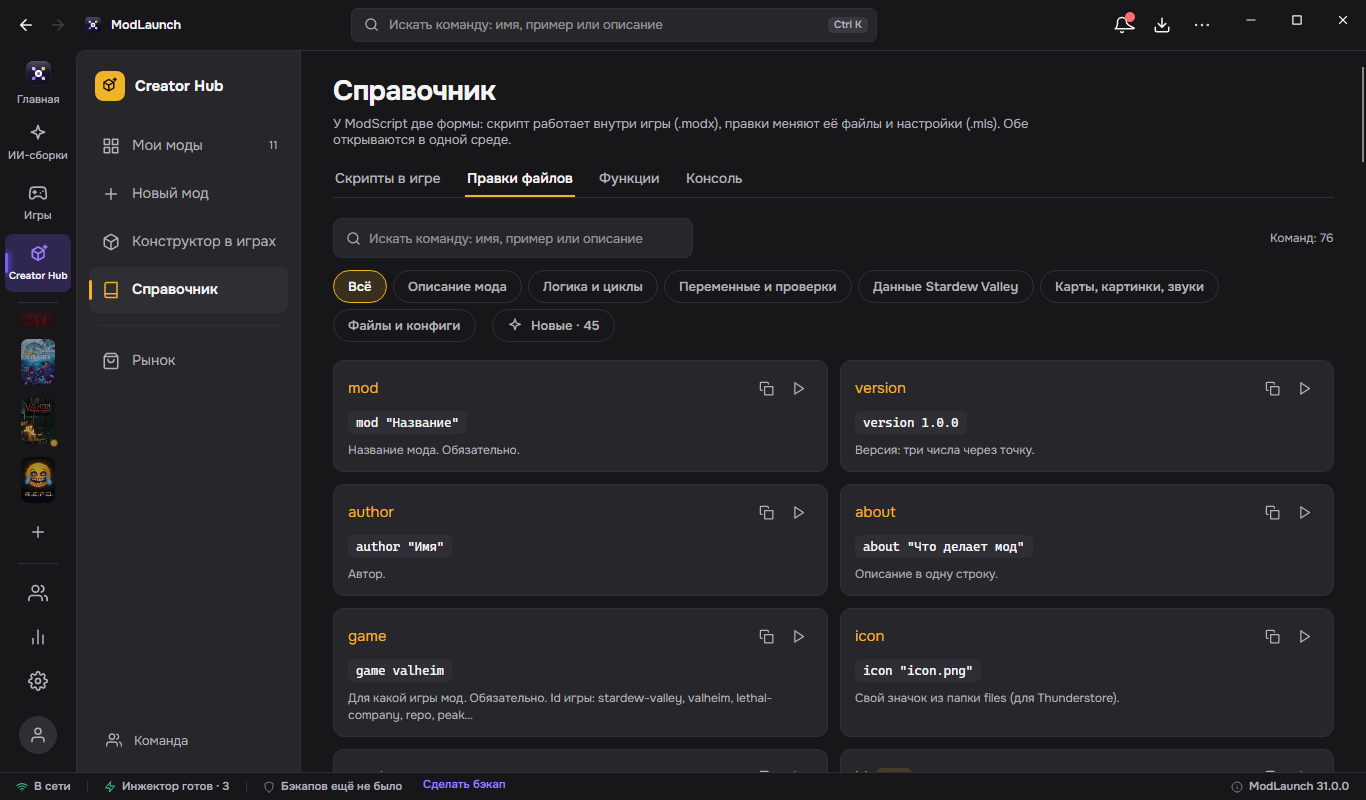 ModLaunch
Искать команду: имя, пример или описание
Ctrl K
Главная
ИИ-сборки
Игры
Creator Hub
Creator Hub
Мои моды
11
Новый мод
Конструктор в играх
Справочник
Рынок
Команда
Справочник
У ModScript две формы: скрипт работает внутри игры (.modx), правки меняют её файлы и настройки (.mls). Обе
открываются в одной среде.
Скрипты в игре
Правки файлов
Функции
Консоль
Искать команду: имя, пример или описание
Команд: 76
Всё
Описание мода
Логика и циклы
Переменные и проверки
Данные Stardew Valley
Карты, картинки, звуки
Файлы и конфиги
Новые · 45
mod
mod "Название"
Название мода. Обязательно.
version
version 1.0.0
Версия: три числа через точку.
author
author "Имя"
Автор.
about
about "Что делает мод"
Описание в одну строку.
game
game valheim
Для какой игры мод. Обязательно. Id игры: stardew-valley, valheim, lethal-
company, repo, peak...
icon
icon "icon.png"
Свой значок из папки files (для Thunderstore).
В сети
Инжектор готов · 3
Бэкапов ещё не было
Сделать бэкап
ModLaunch 31.0.0